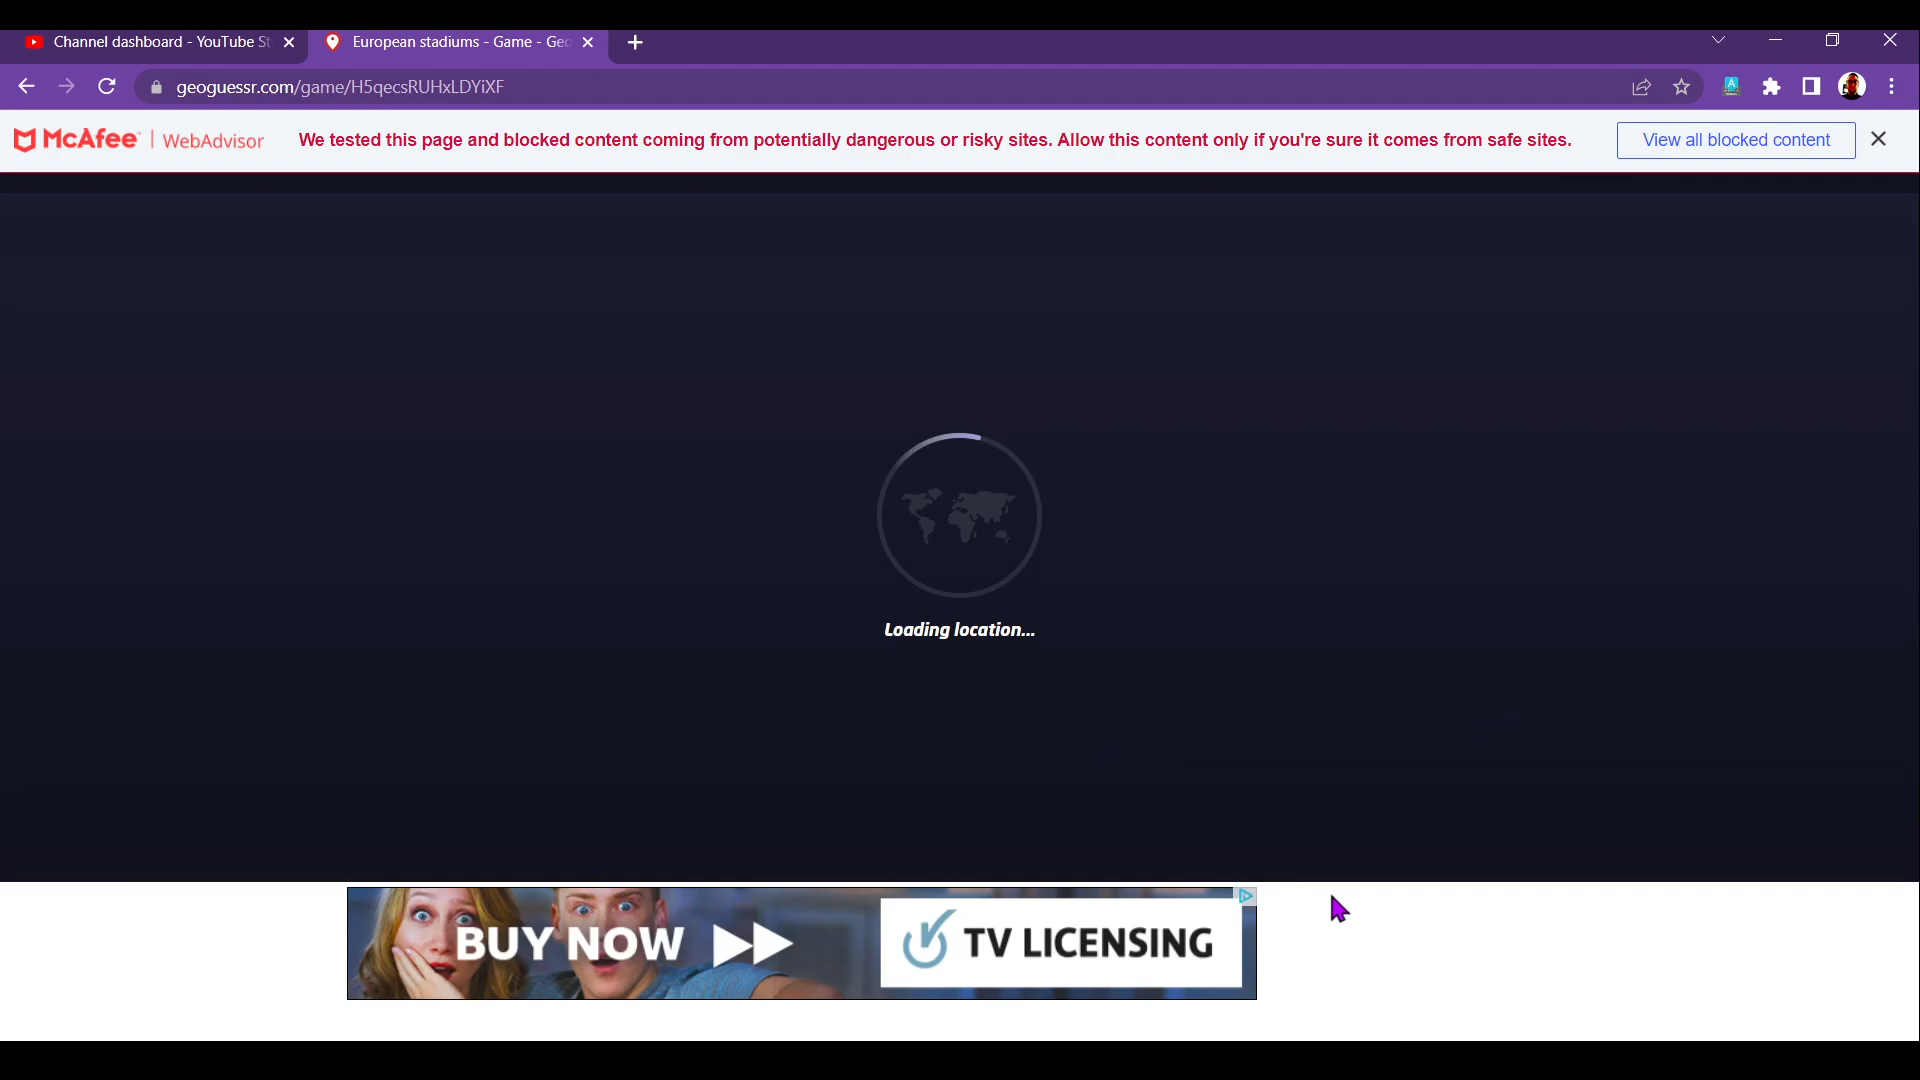 Channel dashboard - YouTube St
European stadiums - Game - Geo
geoguessr.com/game/H5qecsRUHxLDYiXF
McAfee | WebAdvisor
We tested this page and blocked content coming from potentially dangerous or risky sites. Allow this content only if you're sure it comes from safe sites.
View all blocked content
Loading location...
BUY NOW
TV LICENSING